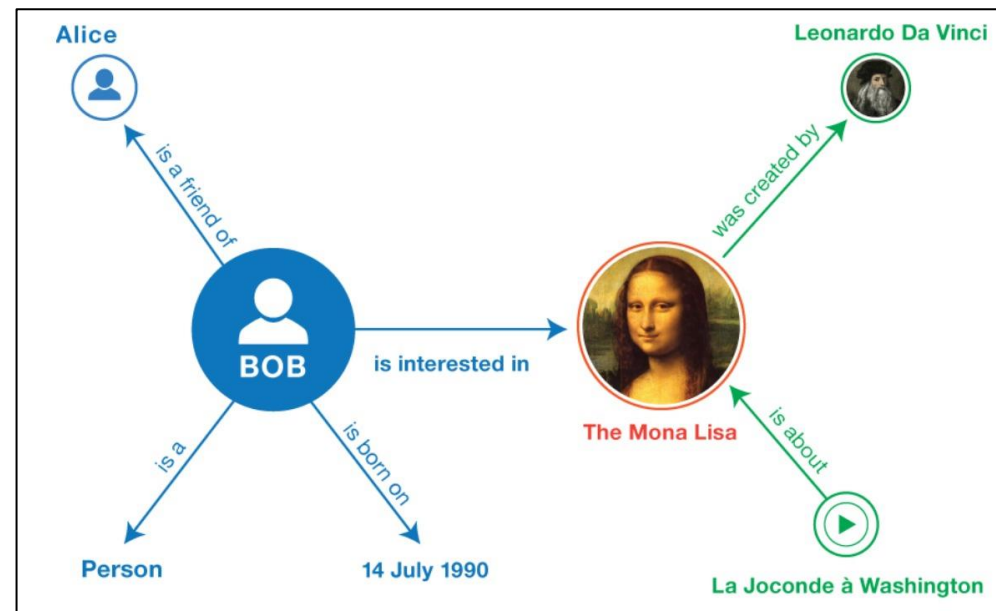 Alice
Leonardo Da Vinci
is a friend of
was created by
BOB
is interested in
The Mona Lisa
is a
is born on
is about
Person
14 July 1990
La Joconde à Washington